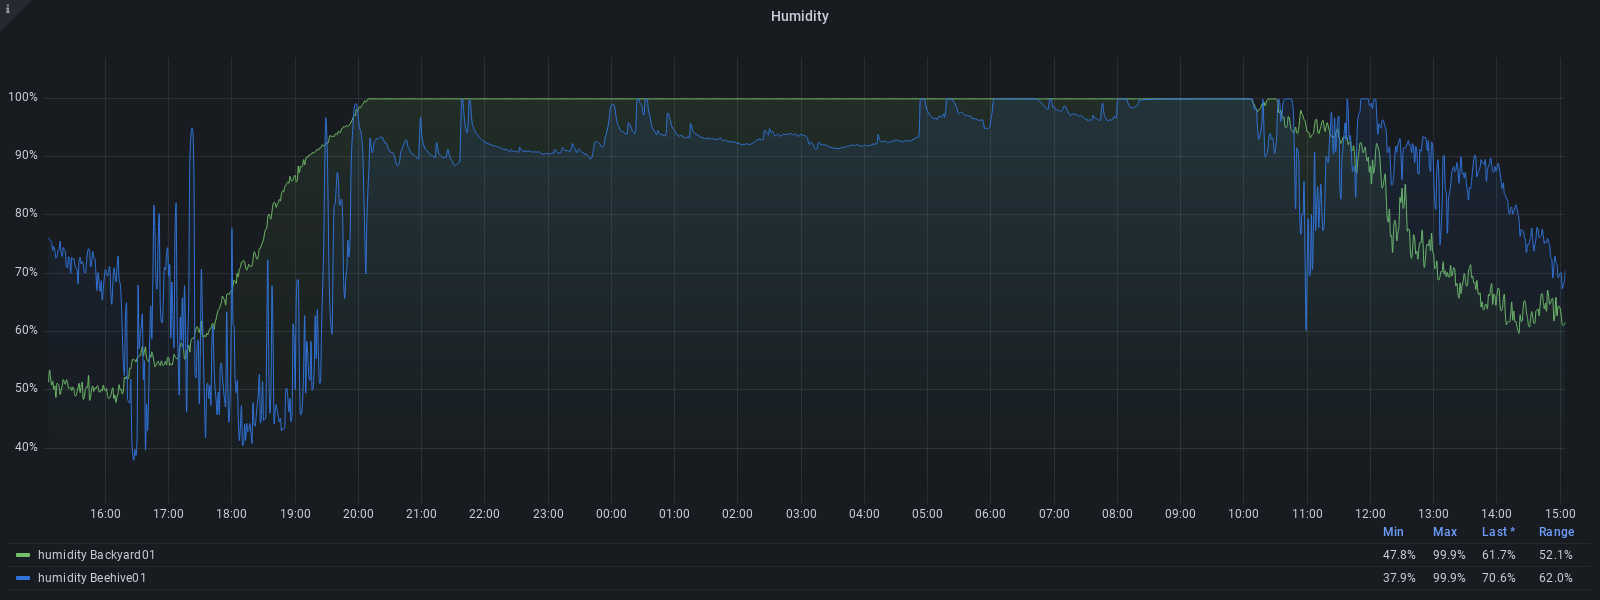 i
Humidity
100%
90%
80%
70%
60%
50%
40%
16:00 17:00 18:00 19:00 20:00 21:00 22:00 23:00 00:00 01:00 02:00 03:00 04:00 05:00 06:00 07:00 08:00 09:00 10:00 11:00 12:00 13:00 14:00 15:00
Min Max Last * Range
humidity Backyard01 47.8% 99.9% 61.7% 52.1%
humidity Beehive01 37.9% 99.9% 70.6% 62.0%